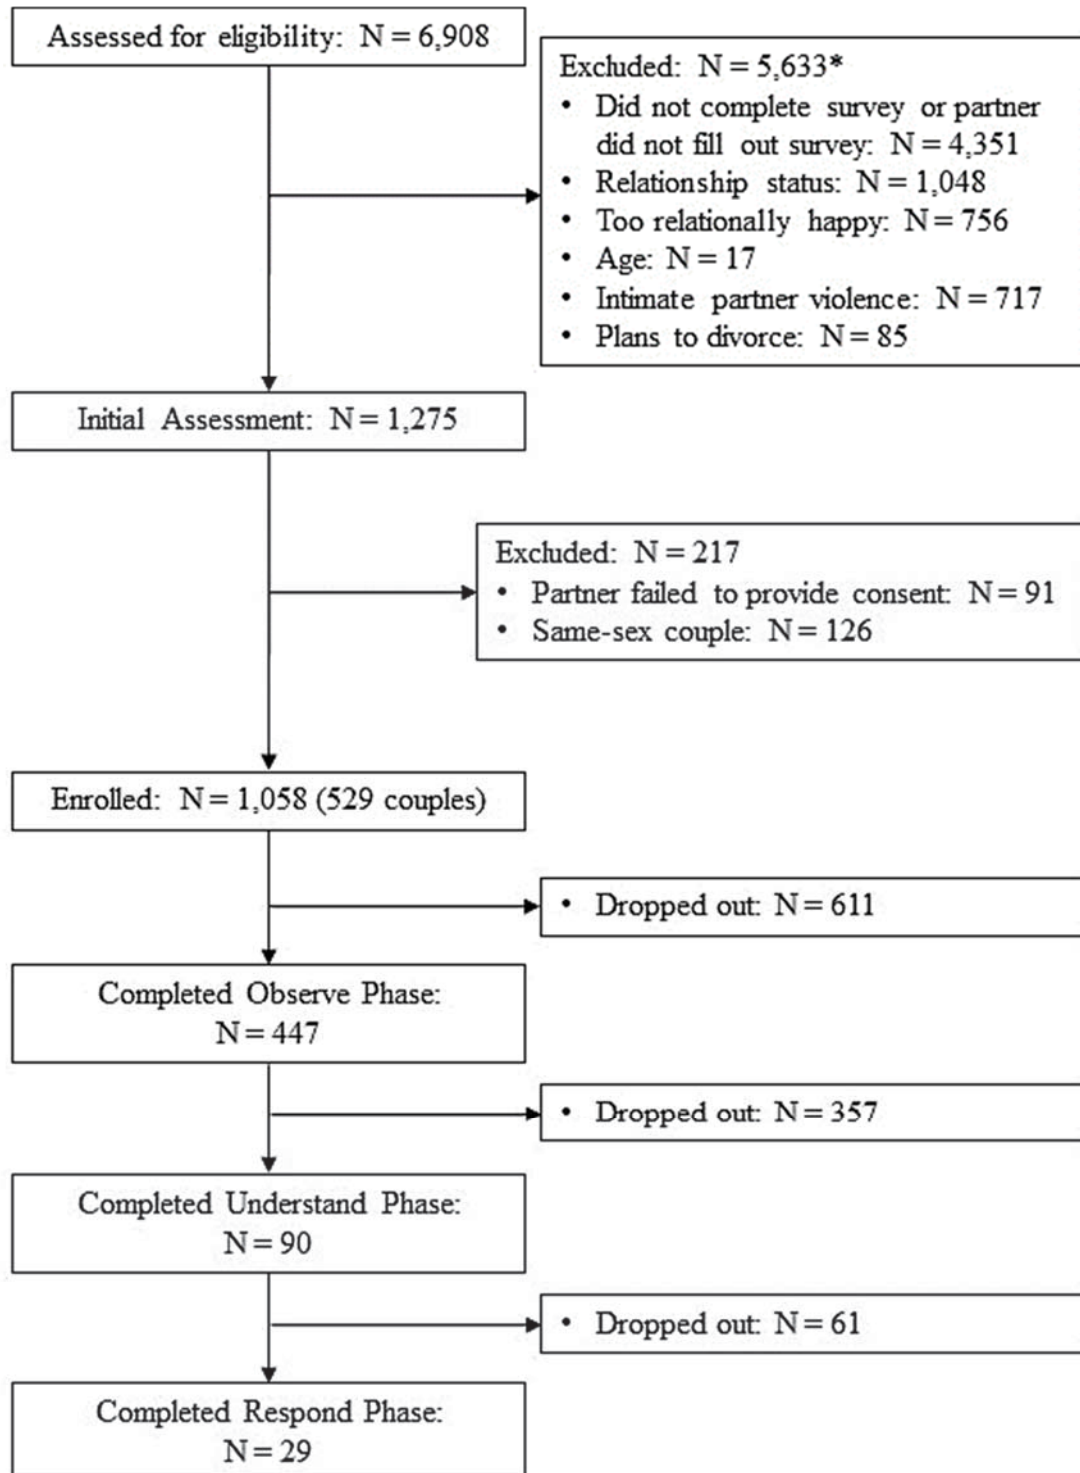 Assessed for eligibility: N = 6,908
Excluded: N = 5,633*
• Did not complete survey or partner
did not fill out survey: N = 4,351
• Relationship status: N = 1,048
• Too relationally happy: N = 756
• Age: N = 17
• Intimate partner violence: N = 717
• Plans to divorce: N = 85
Initial Assessment: N = 1,275
Excluded: N = 217
• Partner failed to provide consent: N = 91
• Same-sex couple: N = 126
Enrolled: N = 1,058 (529 couples)
• Dropped out: N = 611
Completed Observe Phase:
N = 447
• Dropped out: N = 357
Completed Understand Phase:
N = 90
• Dropped out: N = 61
Completed Respond Phase:
N = 29